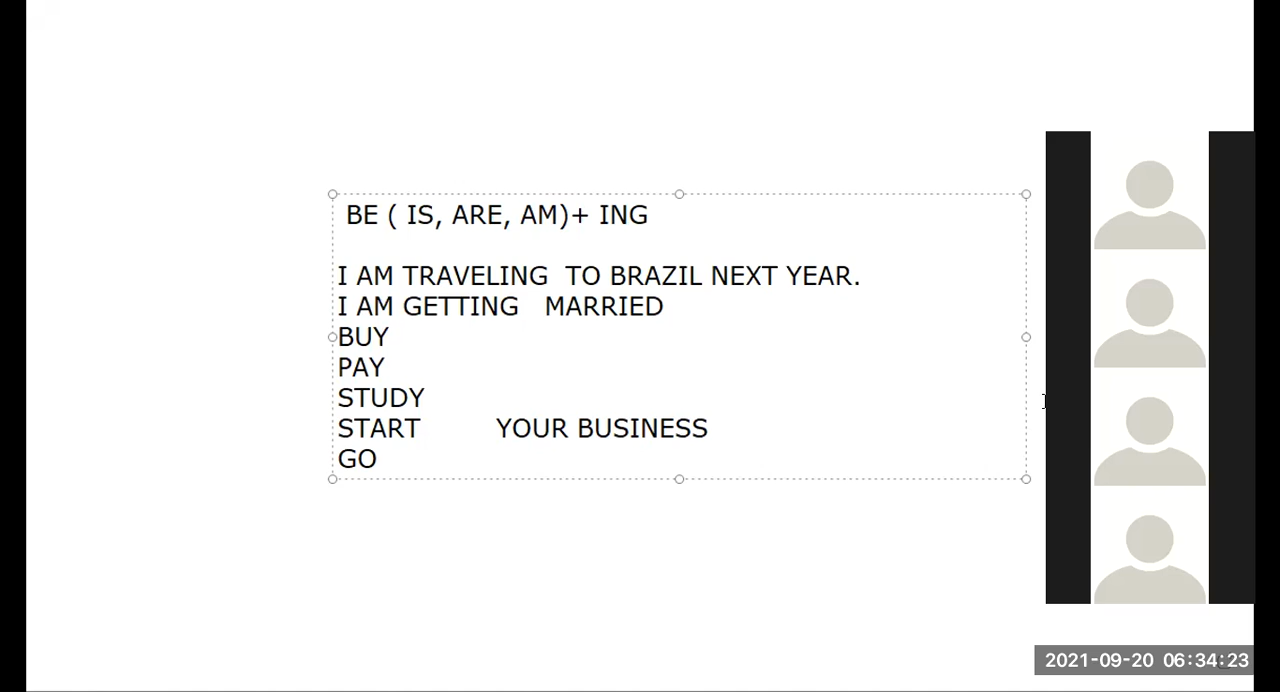 BE ( IS, ARE, AM)+ ING
I AM TRAVELING  TO BRAZIL NEXT YEAR.
I AM GETTING   MARRIED
BUY
PAY
STUDY
START          YOUR BUSINESS
GO
2021-09-20 06:34:23